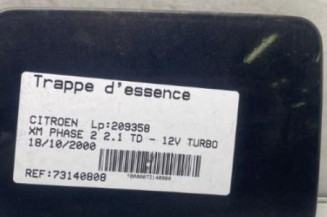 Trappe d'essence
CITROEN Lp:209358
XM PHASE 2 2.1 TD - 12V TURBO
18/10/2000
REF:73140808